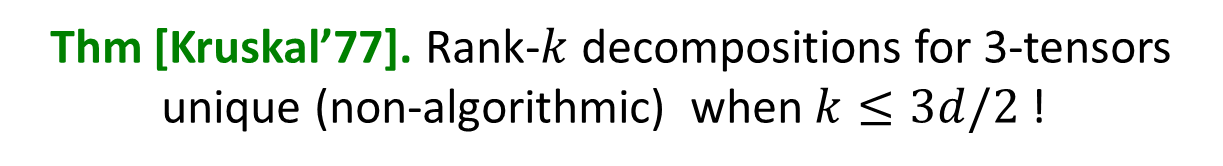 Thm [Kruskal’77]. Rank-𝑘 decompositions for 3-tensors
unique (non-algorithmic) when 𝑘 ≤ 3𝑑/2 !